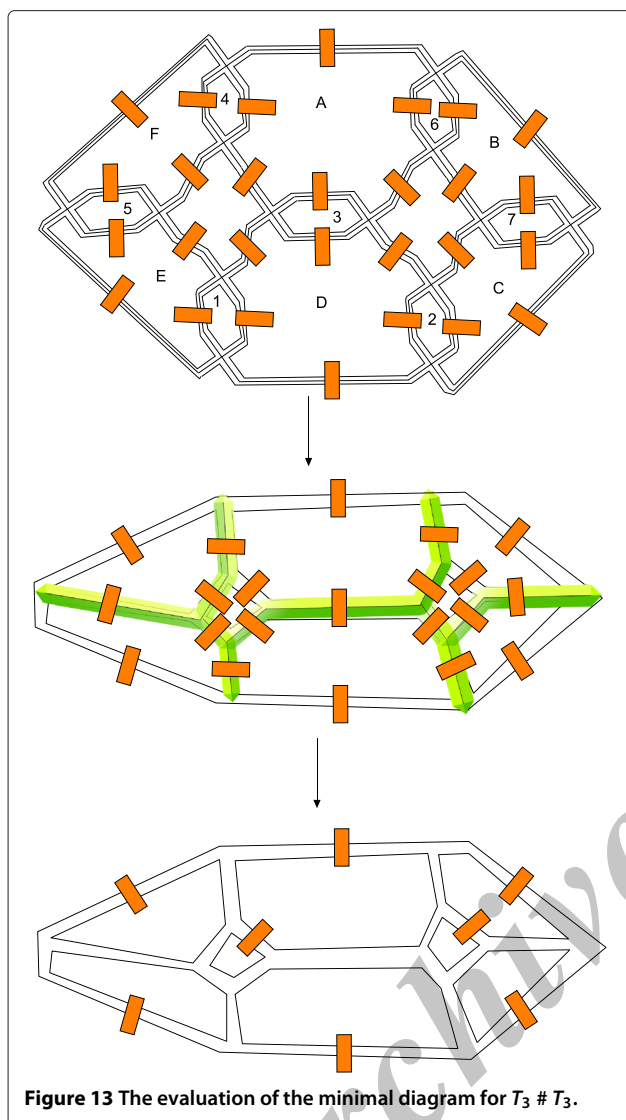 4
A
6
F
B
5
3
7
E
C
1
D
2
Figure 13 The evaluation of the minimal diagram for T₃ # T₃.